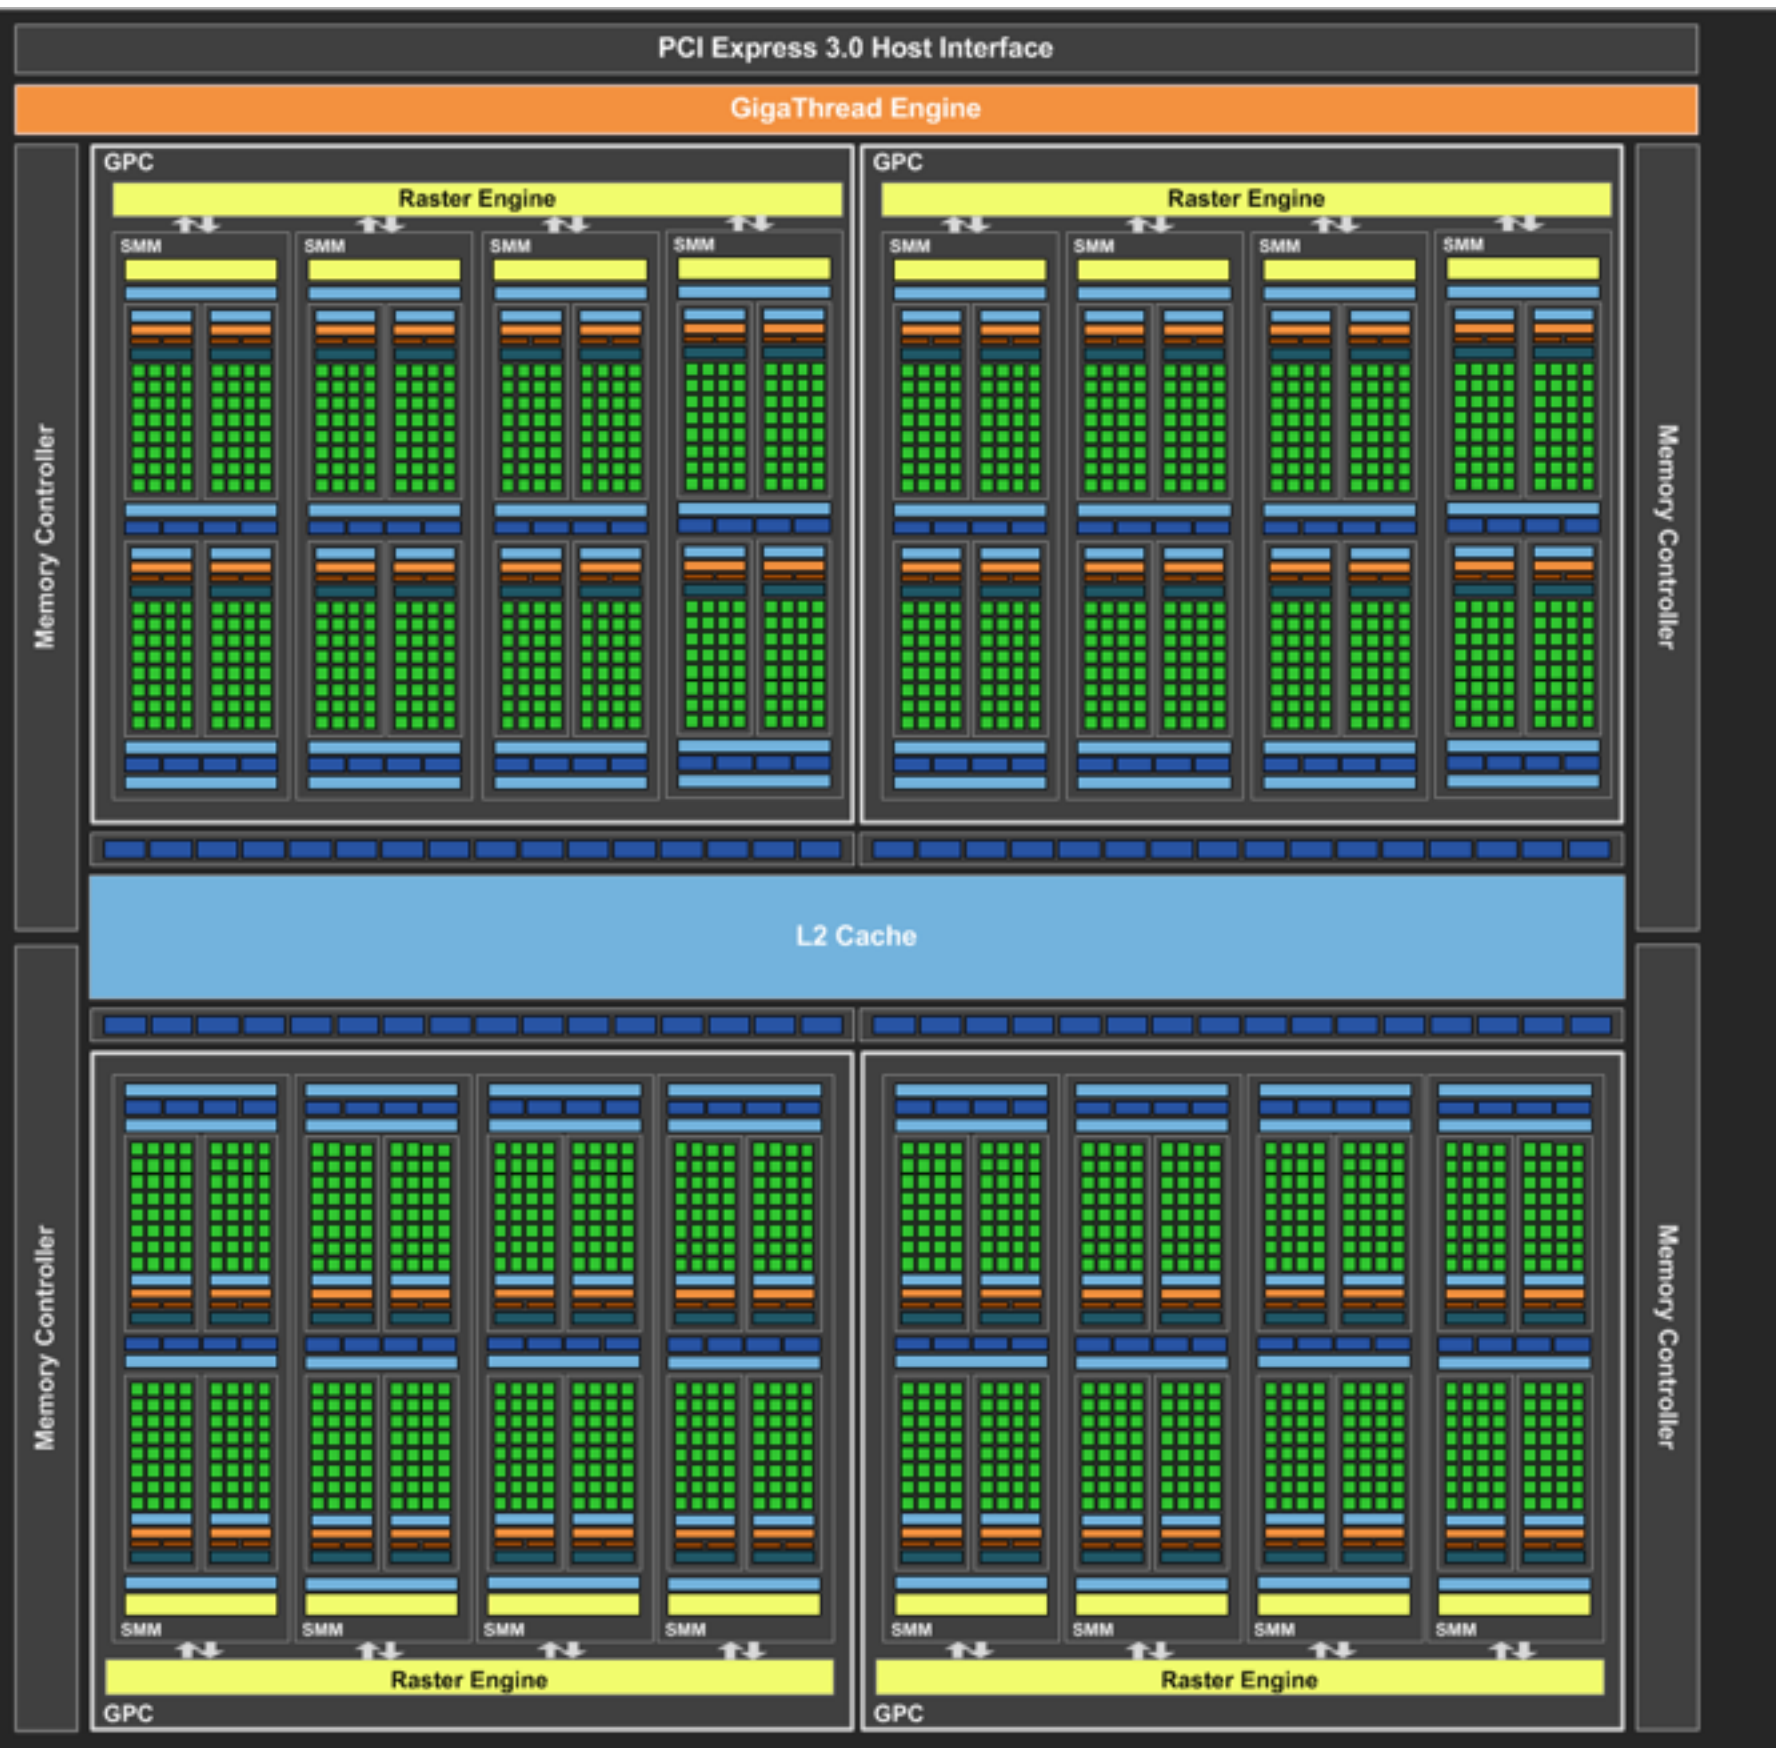 PCI Express 3.0 Host Interface
GigaThread Engine
Memory Controller
GPC
Raster Engine
SMM
SMM
SMM
SMM
GPC
Raster Engine
SMM
SMM
SMM
SMM
Memory Controller
L2 Cache
Memory Controller
SMM
SMM
SMM
SMM
Raster Engine
GPC
SMM
SMM
SMM
SMM
Raster Engine
GPC
Memory Controller